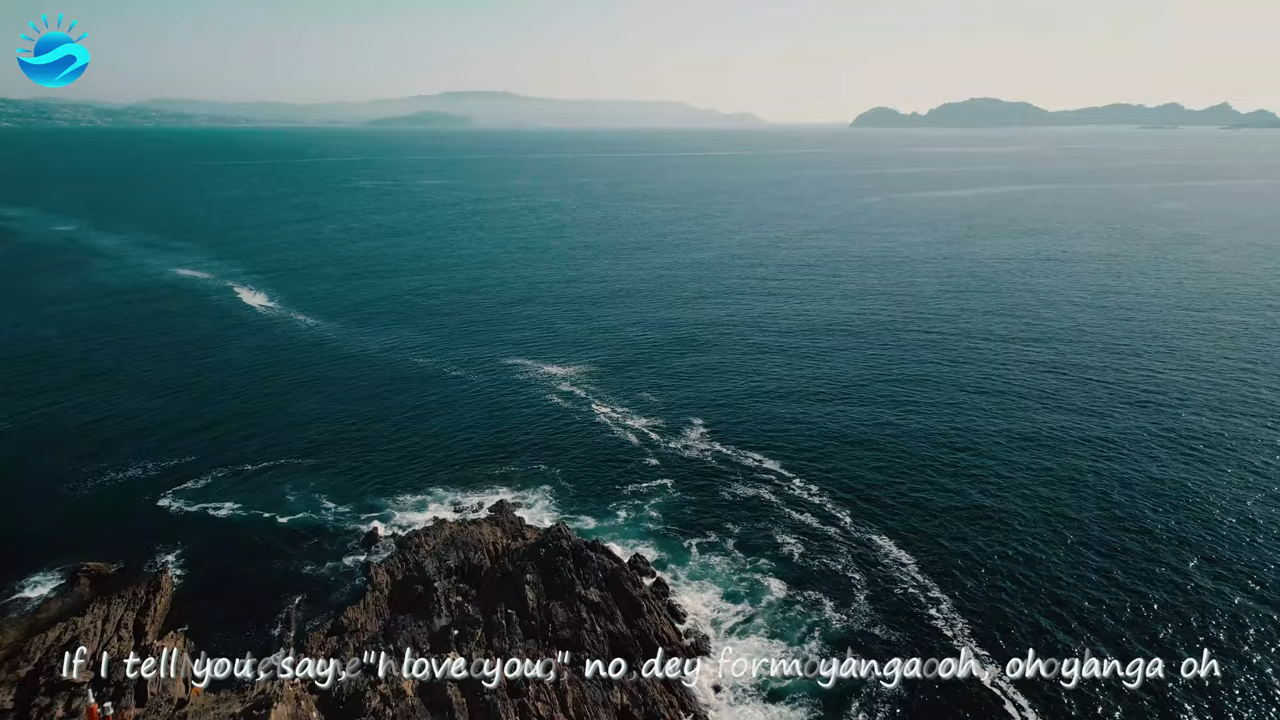 If I tell you, say, "I love you," no dey form yanga oh, oh yanga oh